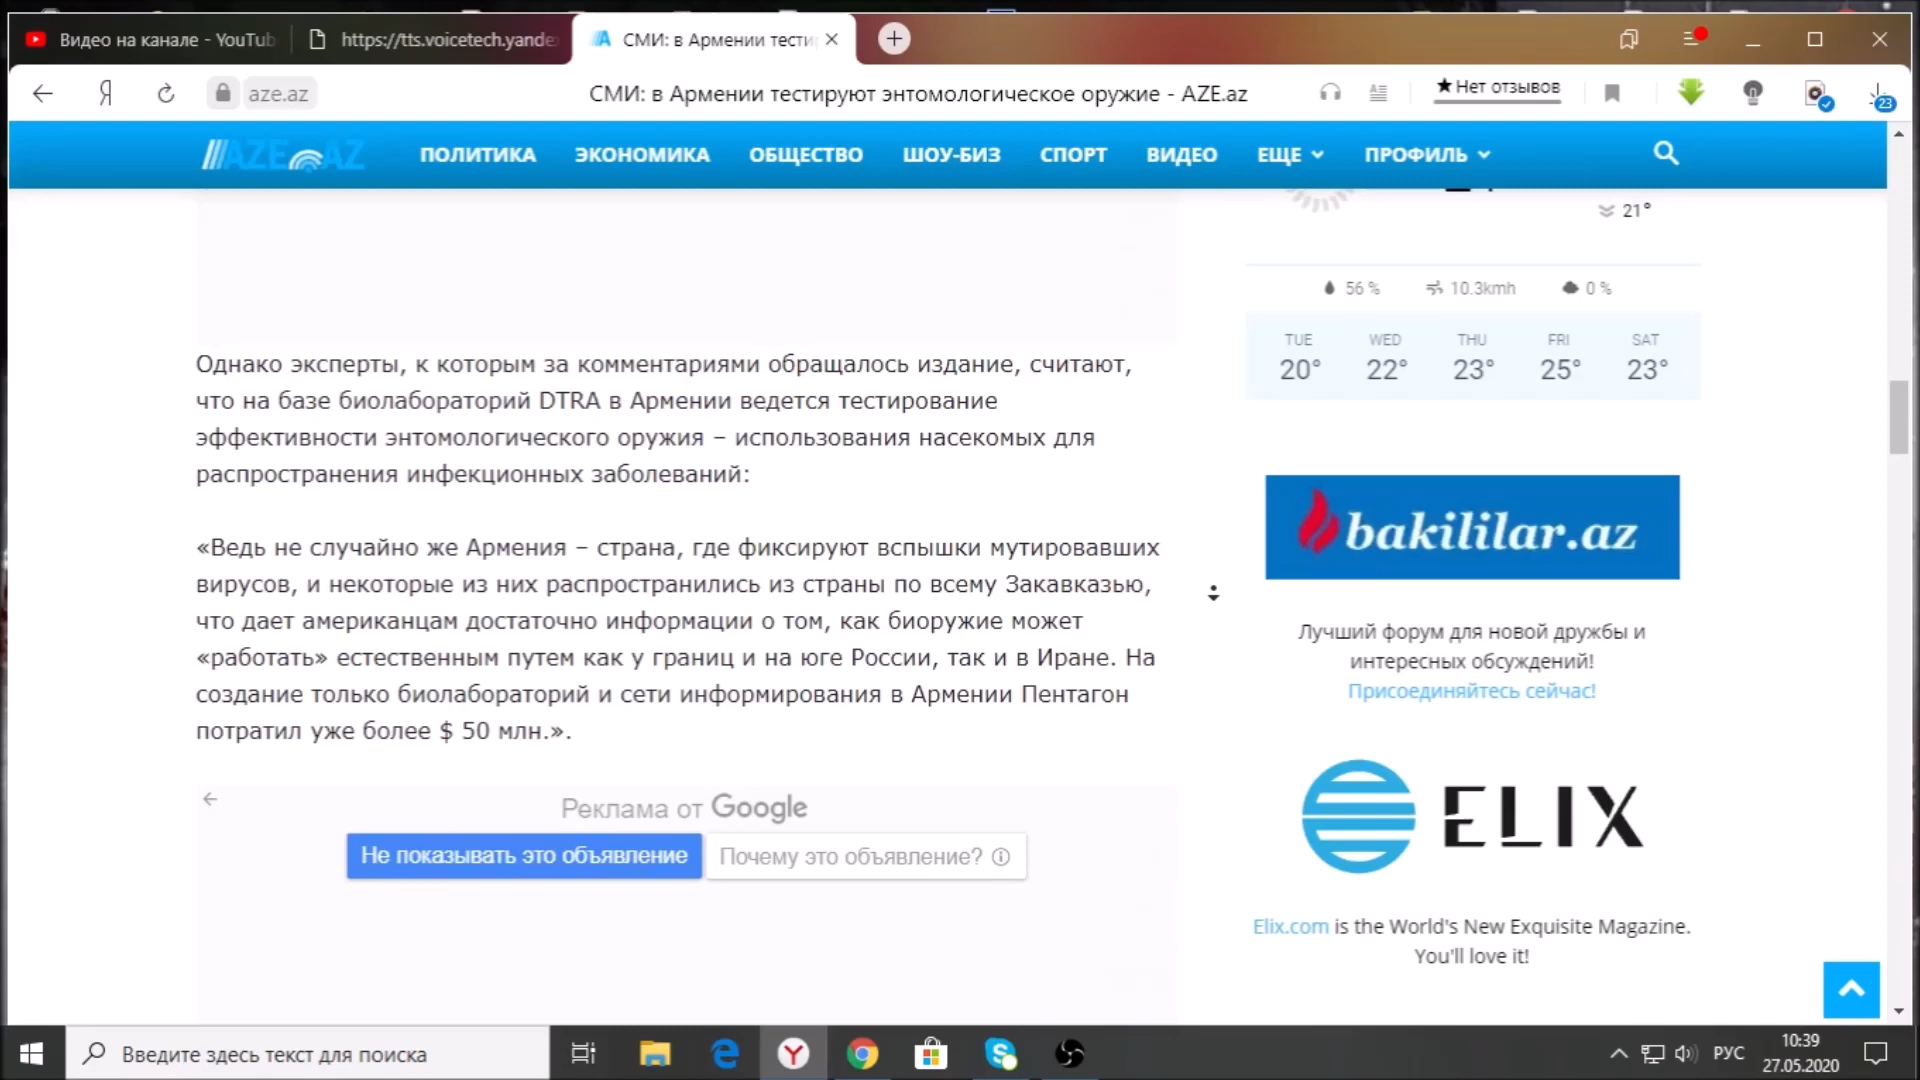 Видео на канале - YouTub
https://tts.voicetech.yandex
СМИ: в Армении тести
aze.az
СМИ: в Армении тестируют энтомологическое оружие - AZE.az
★Нет отзывов
23
AZE AZ
ПОЛИТИКА
ЭКОНОМИКА
ОБЩЕСТВО
ШОУ-БИЗ
СПОРТ
ВИДЕО
ЕЩЕ
ПРОФИЛЬ
21°
56 %
10.3kmh
0 %
TUE WED THU FRI SAT
20° 22° 23° 25° 23°
Однако эксперты, к которым за комментариями обращалось издание, считают,
что на базе биолабораторий DTRA в Армении ведется тестирование
эффективности энтомологического оружия – использования насекомых для
распространения инфекционных заболеваний:
«Ведь не случайно же Армения – страна, где фиксируют вспышки мутировавших
вирусов, и некоторые из них распространились из страны по всему Закавказью,
что дает американцам достаточно информации о том, как биоружие может
«работать» естественным путем как у границ и на юге России, так и в Иране. На
создание только биолабораторий и сети информирования в Армении Пентагон
потратил уже более $ 50 млн.».
Реклама от Google
Не показывать это объявление
Почему это объявление?
bakililar.az
Лучший форум для новой дружбы и
интересных обсуждений!
Присоединяйтесь сейчас!
ELIX
Elix.com is the World's New Exquisite Magazine.
You'll love it!
Введите здесь текст для поиска
РУС
10:39
27.05.2020